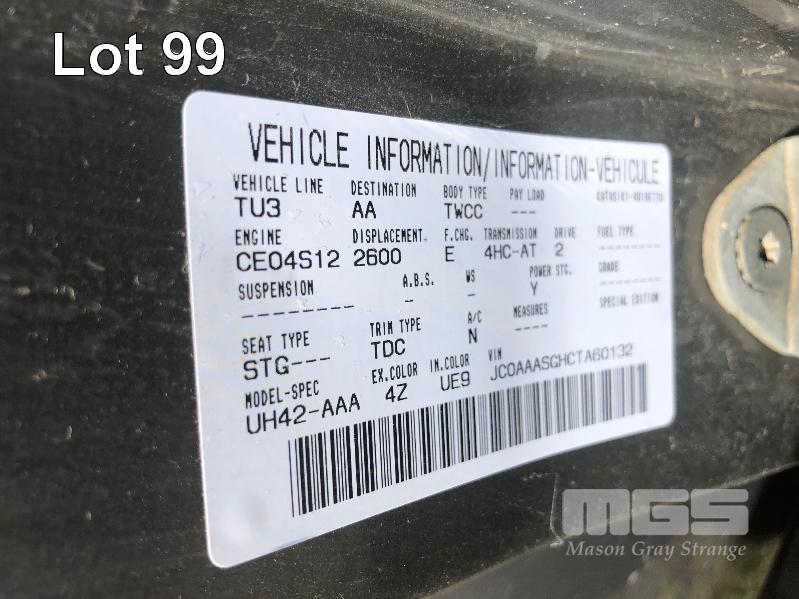 Lot 99
VEHICLE INFORMATION/INFORMATION-VÉHICULE
VEHICLE LINE DESTINATION BODY TYPE PAY LOAD
TU3 AA TWCC ---
ENGINE DISPLACEMENT F.CHG. TRANSMISSION DRIVE FUEL TYPE
CE04S12 2600 E 4HC-AT 2 ----
SUSPENSION A.B.S. WS POWER STG. GRADE
-------- ---- -- Y ----
SEAT TYPE TRIM TYPE A/C MEASURES SPECIAL EDITION
STG--- TDC N ----
MODEL-SPEC EX.COLOR IN.COLOR VIN
UH42-AAA 4Z UE9 JC0AAASGHCTA60132
MGS
Mason Gray Strange